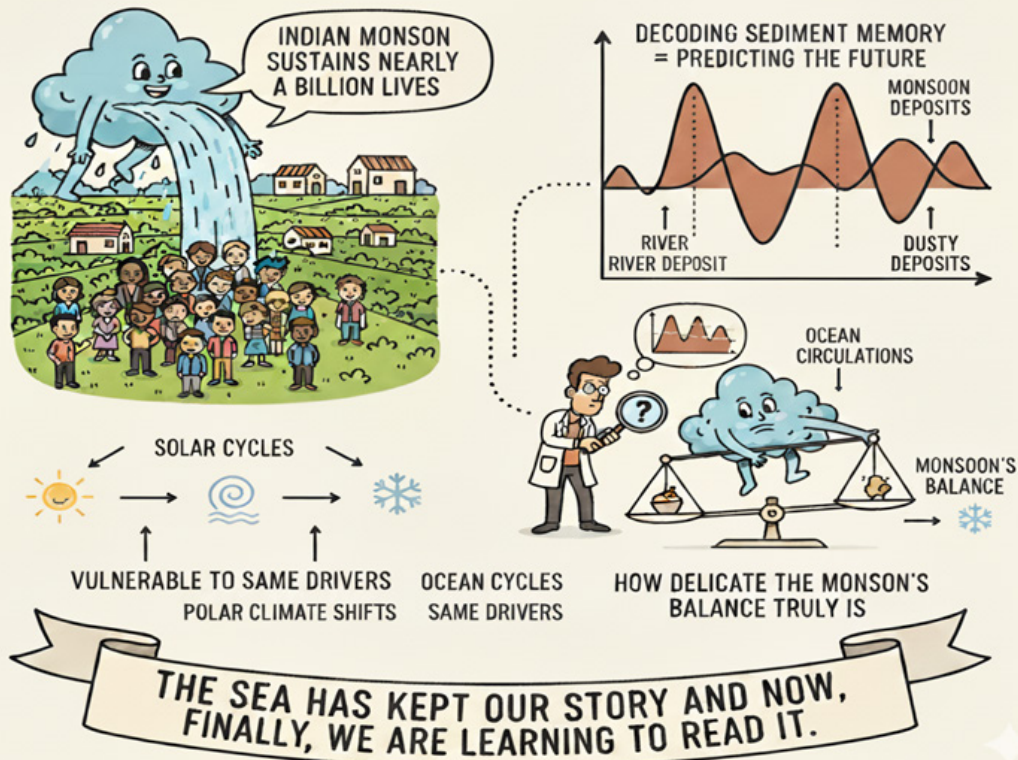 INDIAN MONSON
SUSTAINS NEARLY
A BILLION LIVES
DECODING SEDIMENT MEMORY
= PREDICTING THE FUTURE
MONSOON
DEPOSITS
RIVER
RIVER DEPOSIT
DUSTY
DEPOSITS
?
OCEAN
CIRCULATIONS
MONSOON'S
BALANCE
SOLAR CYCLES
VULNERABLE TO SAME DRIVERS
POLAR CLIMATE SHIFTS
OCEAN CYCLES
SAME DRIVERS
HOW DELICATE THE MONSON'S
BALANCE TRULY IS
THE SEA HAS KEPT OUR STORY AND NOW,
FINALLY, WE ARE LEARNING TO READ IT.